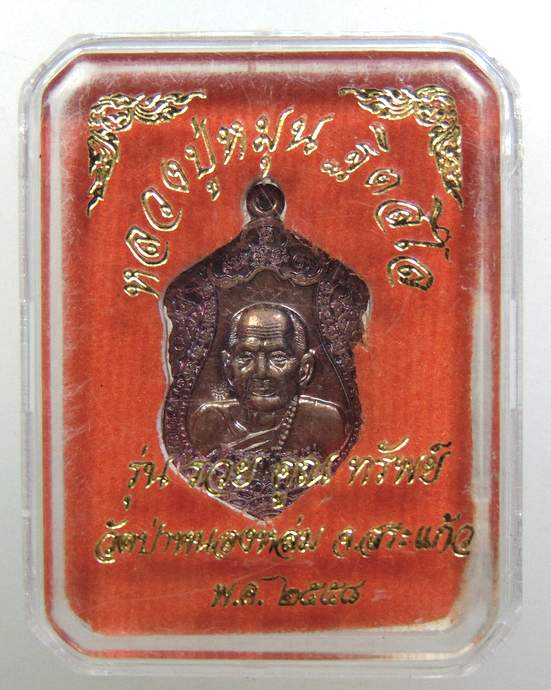 หลวงปู่หมุน ฐิตสีโล
รุ่น รวย คูณ ทรัพย์
วัดป่าหนองหล่ม จ.สระแก้ว
พ.ศ. ๒๕๕๘